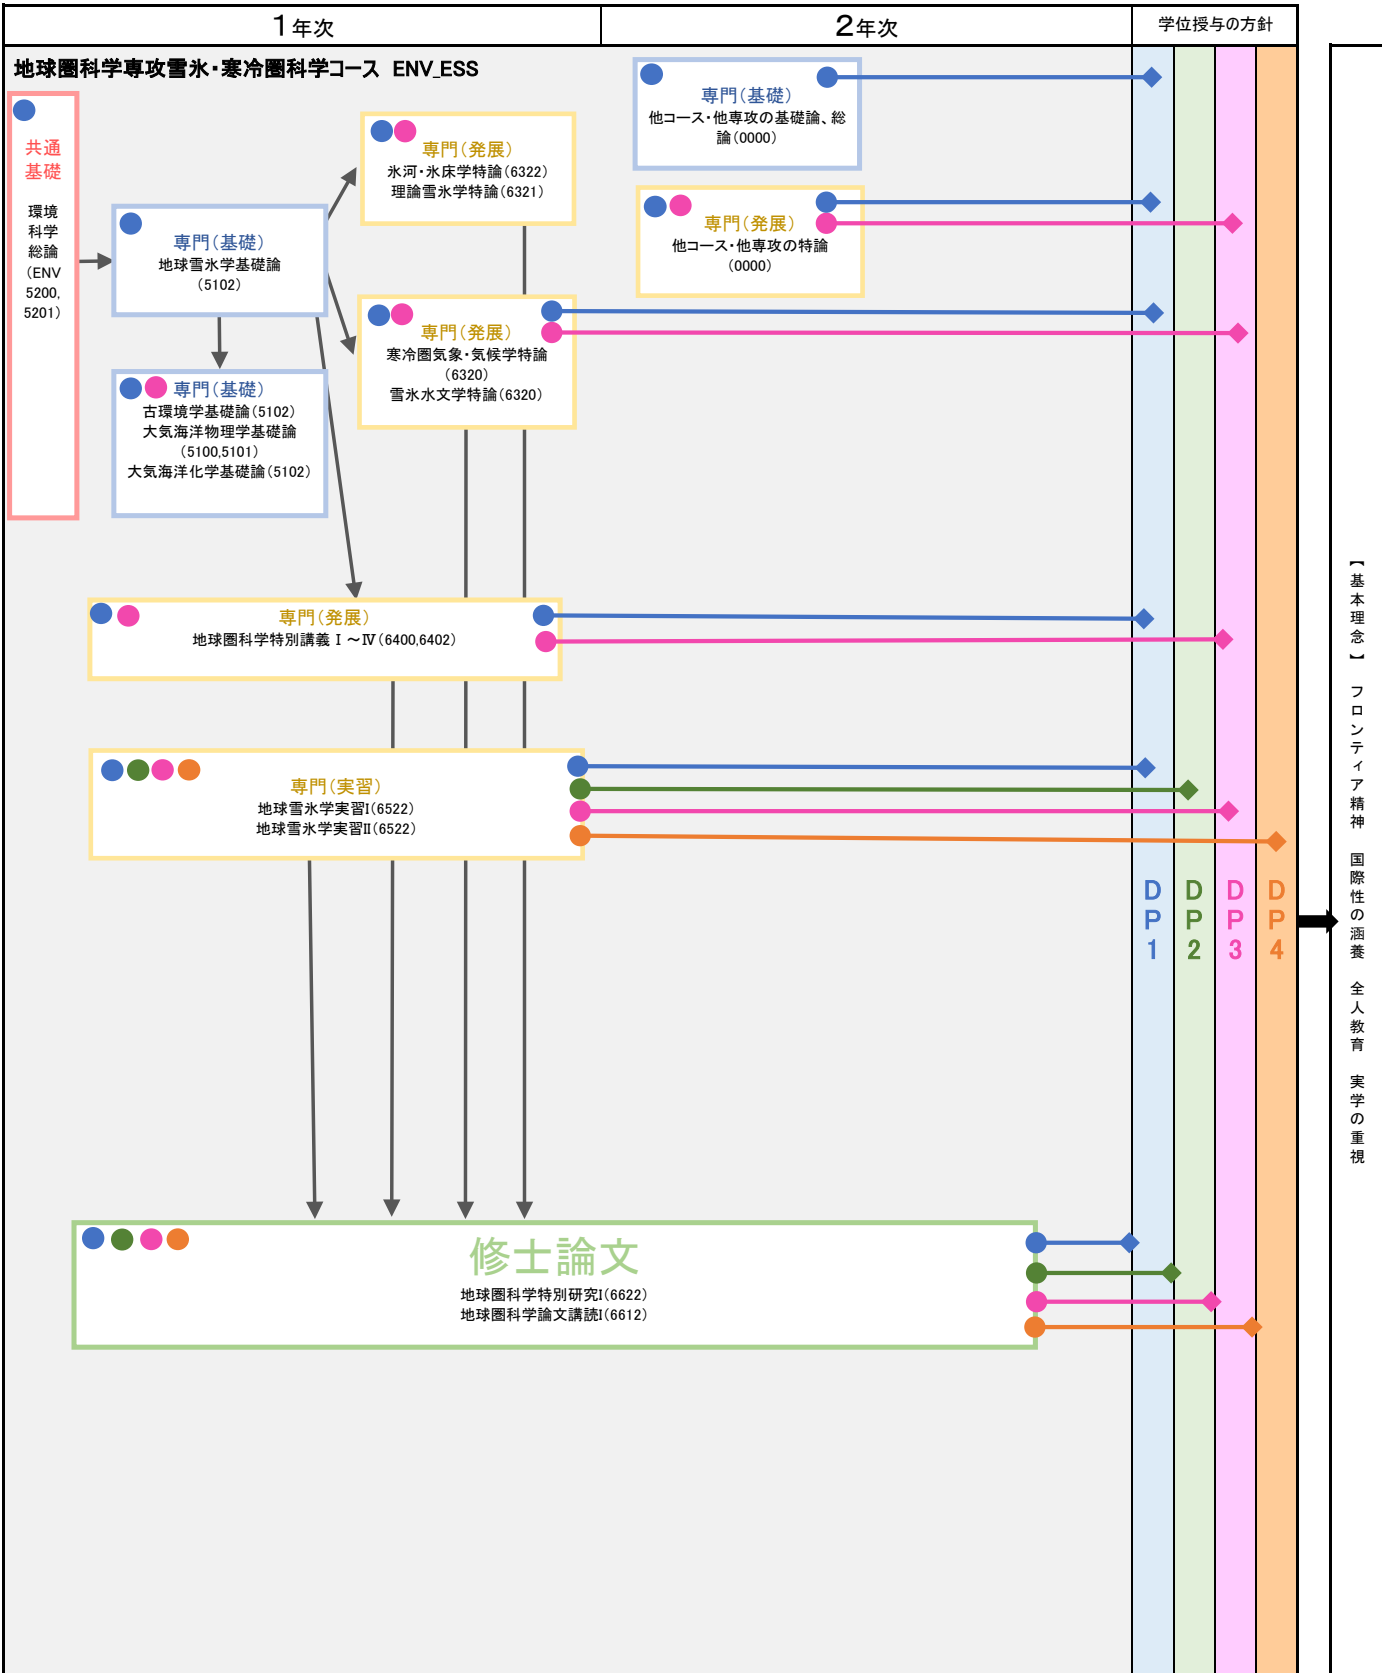 1年次
2年次
学位授与の方針
地球圏科学専攻雪氷・寒冷圏科学コース ENV_ESS
共通
基礎
環境
科学
総論
(ENV
5200,
5201)
専門(基礎)
地球雪氷学基礎論
(5102)
専門(基礎)
古環境学基礎論(5102)
大気海洋物理学基礎論
(5100,5101)
大気海洋化学基礎論(5102)
専門(発展)
氷河・氷床学特論(6322)
理論雪氷学特論(6321)
専門(発展)
寒冷圏気象・気候学特論
(6320)
雪氷水文学特論(6320)
専門(基礎)
他コース・他専攻の基礎論、総
論(0000)
専門(発展)
他コース・他専攻の特論
(0000)
専門(発展)
地球圏科学特別講義Ⅰ～Ⅳ(6400,6402)
専門(実習)
地球雪氷学実習I(6522)
地球雪氷学実習II(6522)
修士論文
地球圏科学特別研究I(6622)
地球圏科学論文講読I(6612)
DP1
DP2
DP3
DP4
【基本理念】 フロンティア精神 国際性の涵養 全人教育 実学の重視